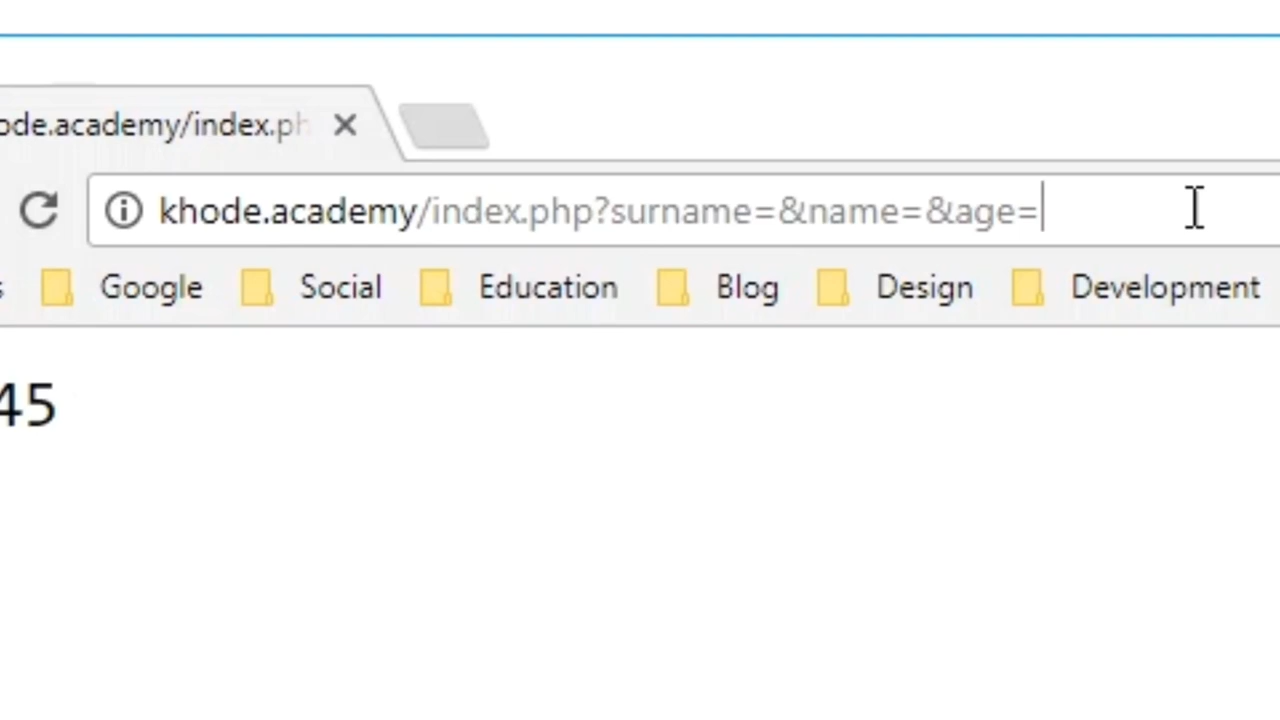 ode.academy/index.ph
khode.academy/index.php?surname=&name=&age=
s Google Social Education Blog Design Development
45